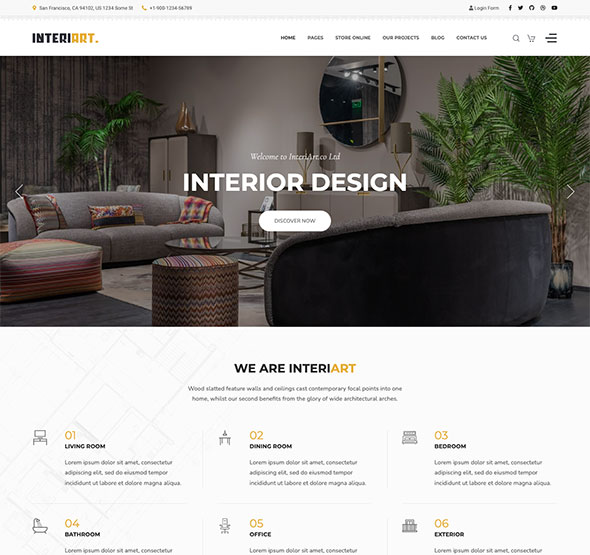 San Francisco, CA 94102, US 1234 Some St
+1-900-1234-56789
Login Form
INTERIART.
HOME PAGES STORE ONLINE OUR PROJECTS BLOG CONTACT US
Welcome to InteriArt.co Ltd
INTERIOR DESIGN
DISCOVER NOW
WE ARE INTERIART
Wood slatted feature walls and ceilings cast contemporary focal points into one
home, whilst our second benefits from the glory of wide architectural arches.
01
LIVING ROOM
Lorem ipsum dolor sit amet, consectetur
adipiscing elit, sed do eiusmod tempor
incididunt ut labore et dolore magna aliqua.
02
DINING ROOM
Lorem ipsum dolor sit amet, consectetur
adipiscing elit, sed do eiusmod tempor
incididunt ut labore et dolore magna aliqua.
03
BEDROOM
Lorem ipsum dolor sit amet, consectetur
adipiscing elit, sed do eiusmod tempor
incididunt ut labore et dolore magna aliqua.
04
BATHROOM
Lorem ipsum dolor sit amet, consectetur
05
OFFICE
Lorem ipsum dolor sit amet, consectetur
06
EXTERIOR
Lorem ipsum dolor sit amet, consectetur